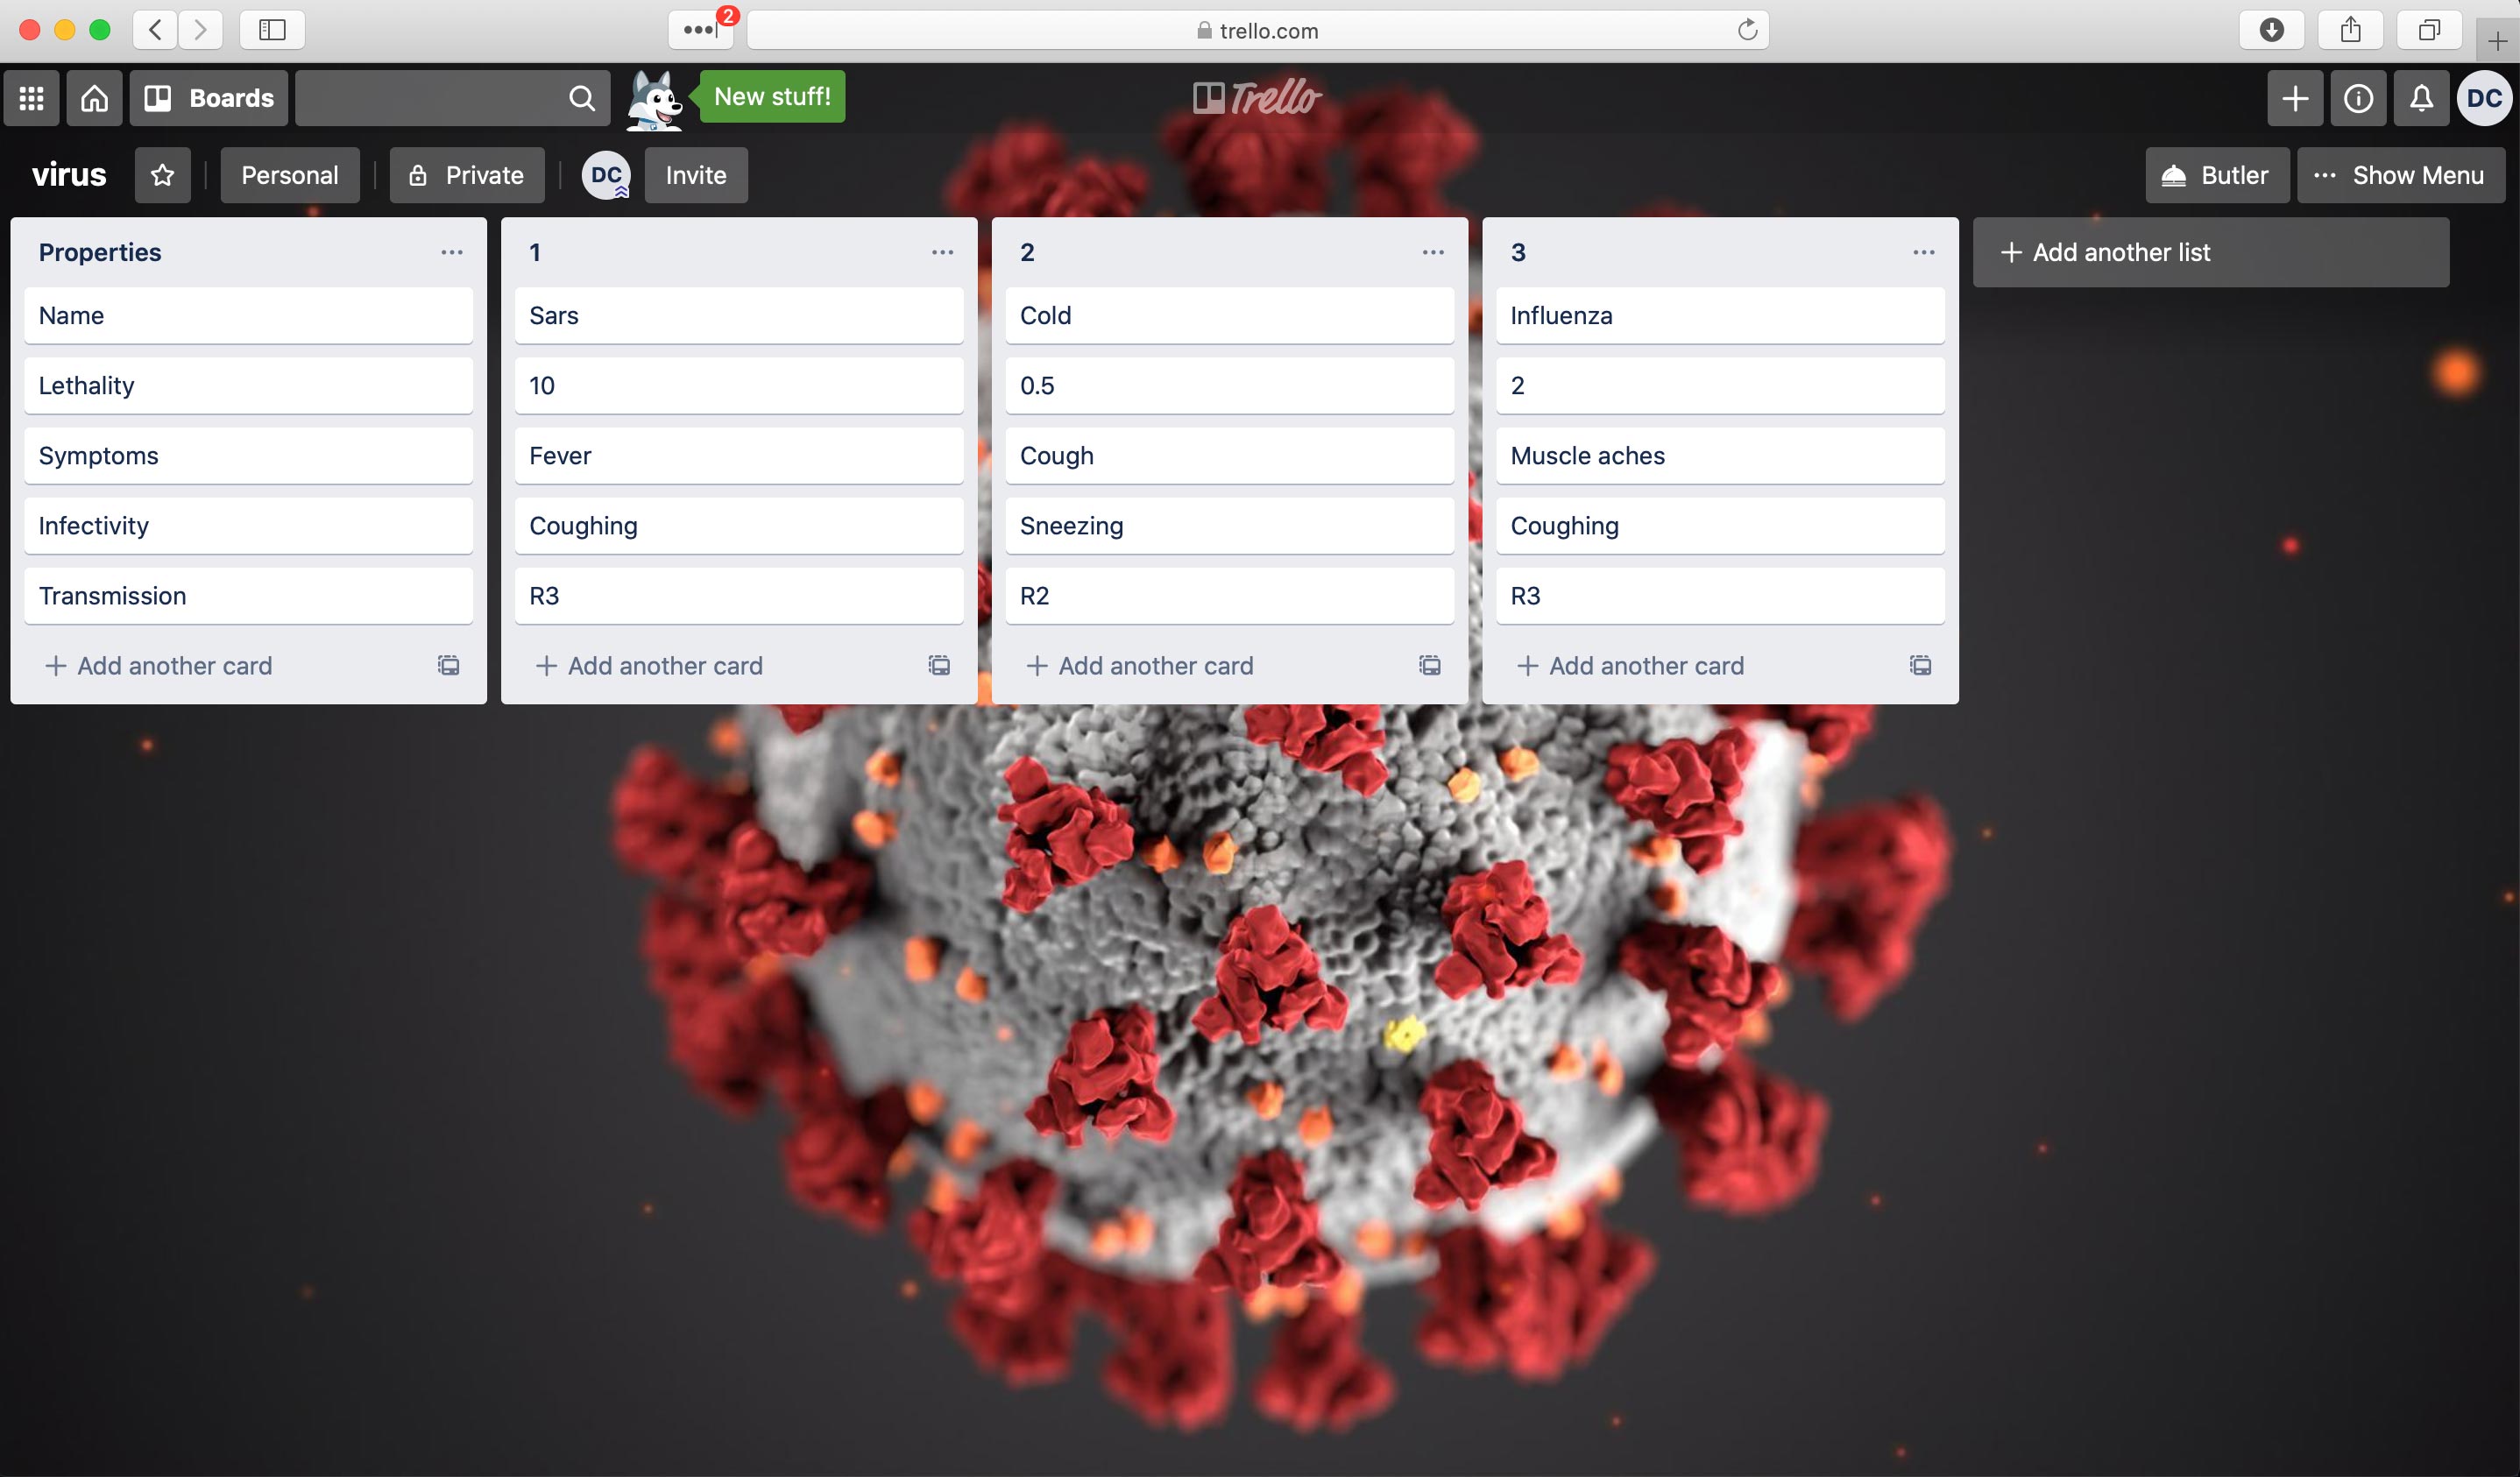 2
trello.com
Boards
New stuff!
Trello
DC
virus
Personal
Private
DC
Invite
Butler
Show Menu
Properties
Name
Lethality
Symptoms
Infectivity
Transmission
Add another card
1
Sars
10
Fever
Coughing
R3
Add another card
2
Cold
0.5
Cough
Sneezing
R2
Add another card
3
Influenza
2
Muscle aches
Coughing
R3
Add another card
Add another list